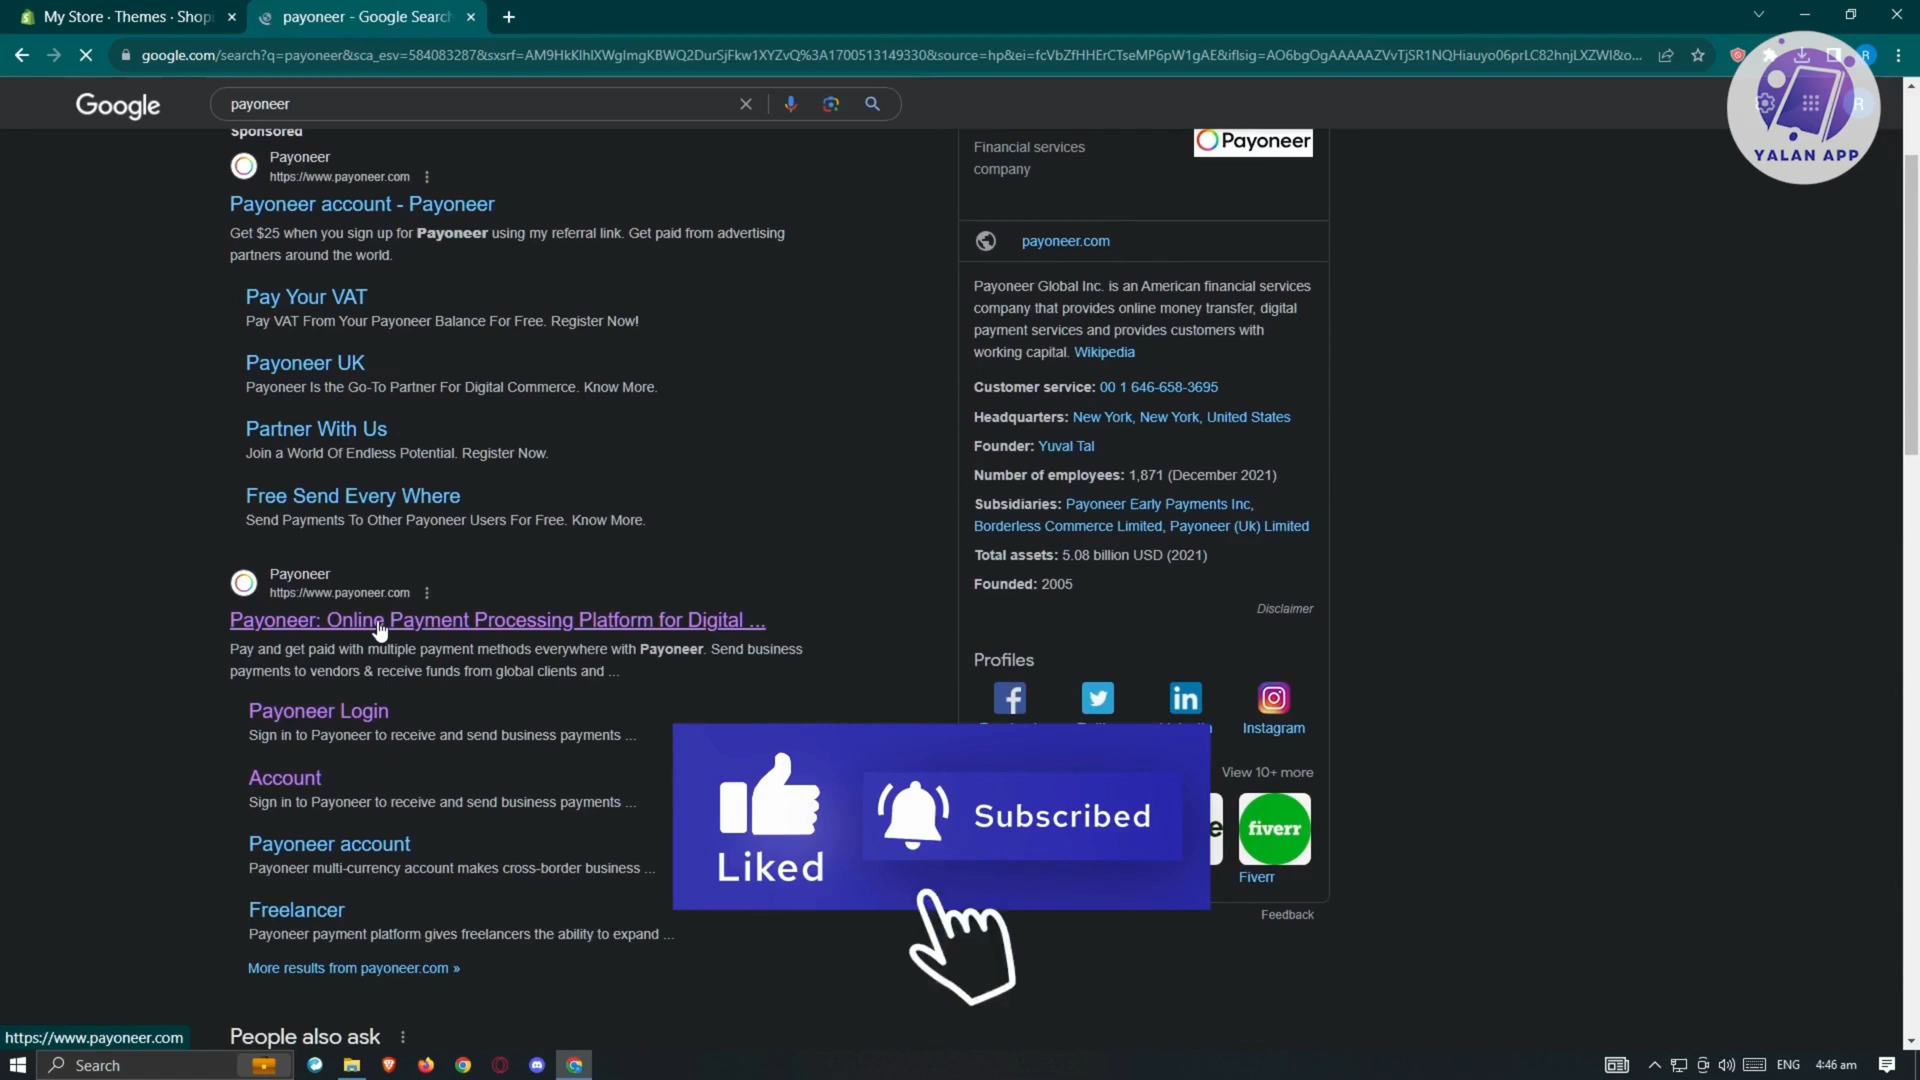 My Store · Themes · Shopi
payoneer - Google Search
google.com/search?q=payoneer&sca_esv=584083287&sxsrf=AM9HkKlhlXWglmgKBWQ2DurSjFkw1XYZvQ%3A1700513149330&source=hp&ei=fcVbZfHHErCTseMP6pW1gAE&iflsig=AO6bgOgAAAAAZVvTjSR1NQHiauyo06prLC82hnjLXZWl&o...
R
Google
payoneer
R
YALAN APP
Sponsored
Payoneer
https://www.payoneer.com
Payoneer account - Payoneer
Get $25 when you sign up for Payoneer using my referral link. Get paid from advertising
partners around the world.
Pay Your VAT
Pay VAT From Your Payoneer Balance For Free. Register Now!
Payoneer UK
Payoneer Is the Go-To Partner For Digital Commerce. Know More.
Partner With Us
Join a World Of Endless Potential. Register Now.
Free Send Every Where
Send Payments To Other Payoneer Users For Free. Know More.
Payoneer
https://www.payoneer.com
Payoneer: Online Payment Processing Platform for Digital ...
Pay and get paid with multiple payment methods everywhere with Payoneer. Send business
payments to vendors & receive funds from global clients and ...
Payoneer Login
Sign in to Payoneer to receive and send business payments ...
Account
Sign in to Payoneer to receive and send business payments ...
Payoneer account
Payoneer multi-currency account makes cross-border business ...
Freelancer
Payoneer payment platform gives freelancers the ability to expand ...
More results from payoneer.com »
People also ask
Financial services
company
Payoneer
payoneer.com
Payoneer Global Inc. is an American financial services
company that provides online money transfer, digital
payment services and provides customers with
working capital. Wikipedia
Customer service: 00 1 646-658-3695
Headquarters: New York, New York, United States
Founder: Yuval Tal
Number of employees: 1,871 (December 2021)
Subsidiaries: Payoneer Early Payments Inc,
Borderless Commerce Limited, Payoneer (Uk) Limited
Total assets: 5.08 billion USD (2021)
Founded: 2005
Disclaimer
Profiles
Instagram
View 10+ more
fiverr
Fiverr
Feedback
Liked
Subscribed
https://www.payoneer.com
Search
ENG
4:46 am